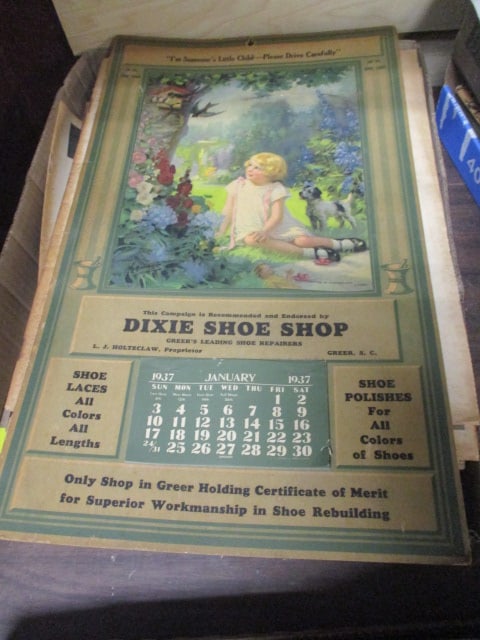 "I'm Someone's Little Child—Please Drive Carefully"
This Campaign is Recommended and Endorsed by
DIXIE SHOE SHOP
GREER'S LEADING SHOE REPAIRERS
L. J. HOLTZCLAW, Proprietor GREER, S. C.
SHOE
LACES
All
Colors
All
Lengths
1937 JANUARY 1937
SUN MON TUE WED THU FRI SAT
1 2
3 4 5 6 7 8 9
10 11 12 13 14 15 16
17 18 19 20 21 22 23
24/31 25 26 27 28 29 30
SHOE
POLISHES
For
All
Colors
of Shoes
Only Shop in Greer Holding Certificate of Merit
for Superior Workmanship in Shoe Rebuilding
40